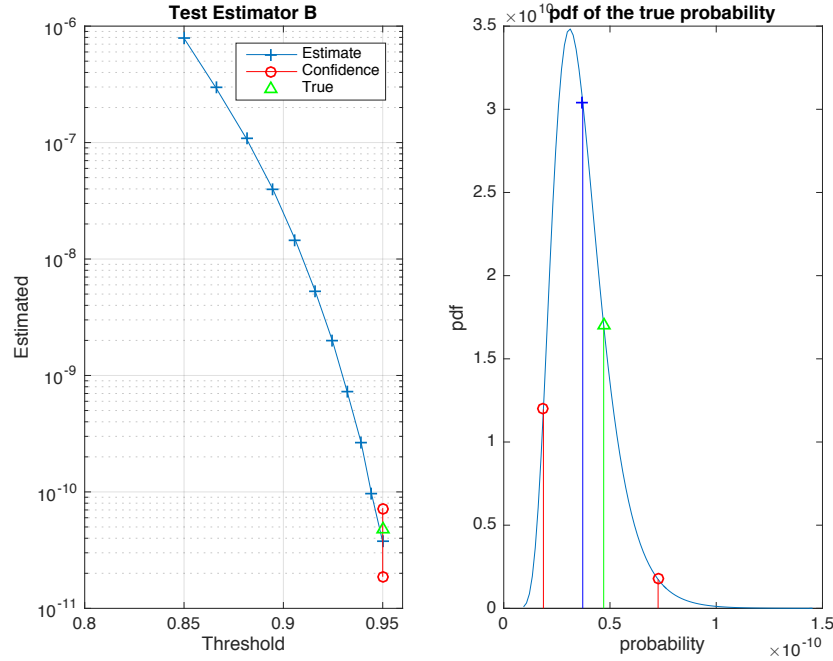 Test Estimator B
10^-6
10^-7
10^-8
10^-9
10^-10
10^-11
Estimated
0.8
0.85
0.9
0.95
Threshold
Estimate
Confidence
True
×10^10
pdf of the true probability
3.5
3
2.5
2
1.5
1
0.5
0
pdf
0
0.5
1
1.5
probability
×10^-10